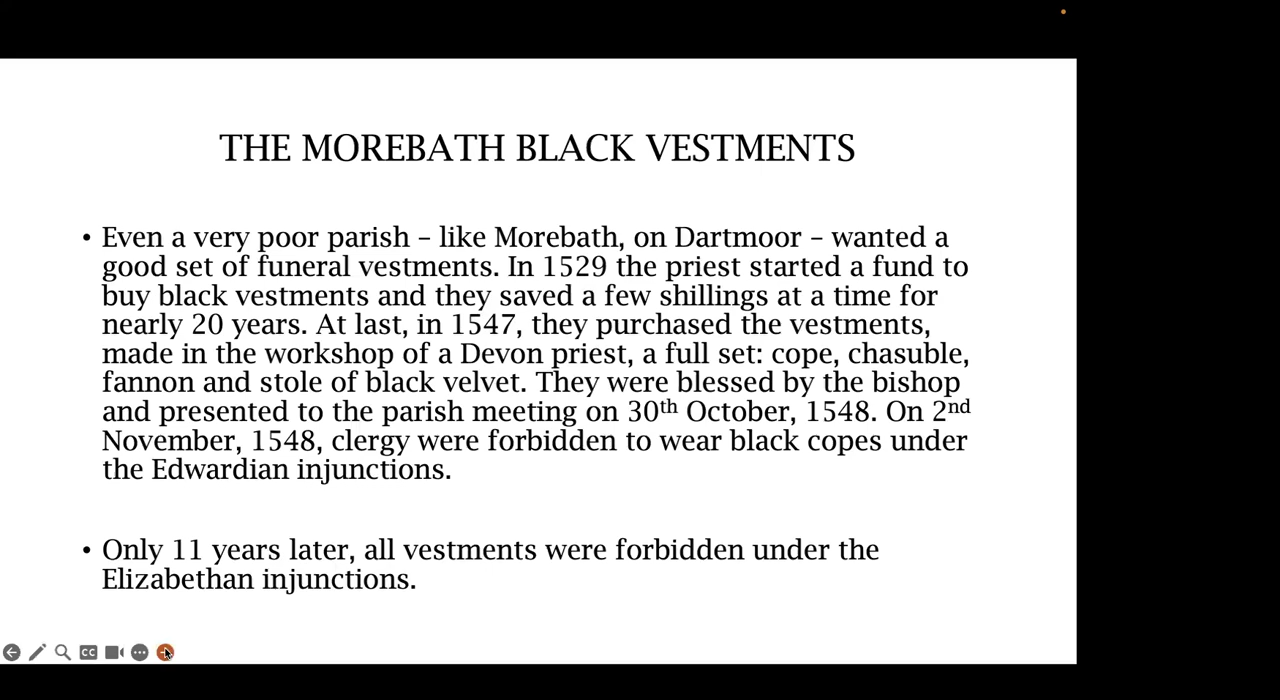 THE MOREBATH BLACK VESTMENTS
• Even a very poor parish – like Morebath, on Dartmoor – wanted a
good set of funeral vestments. In 1529 the priest started a fund to
buy black vestments and they saved a few shillings at a time for
nearly 20 years. At last, in 1547, they purchased the vestments,
made in the workshop of a Devon priest, a full set: cope, chasuble,
fannon and stole of black velvet. They were blessed by the bishop
and presented to the parish meeting on 30th October, 1548. On 2nd
November, 1548, clergy were forbidden to wear black copes under
the Edwardian injunctions.
• Only 11 years later, all vestments were forbidden under the
Elizabethan injunctions.
CC